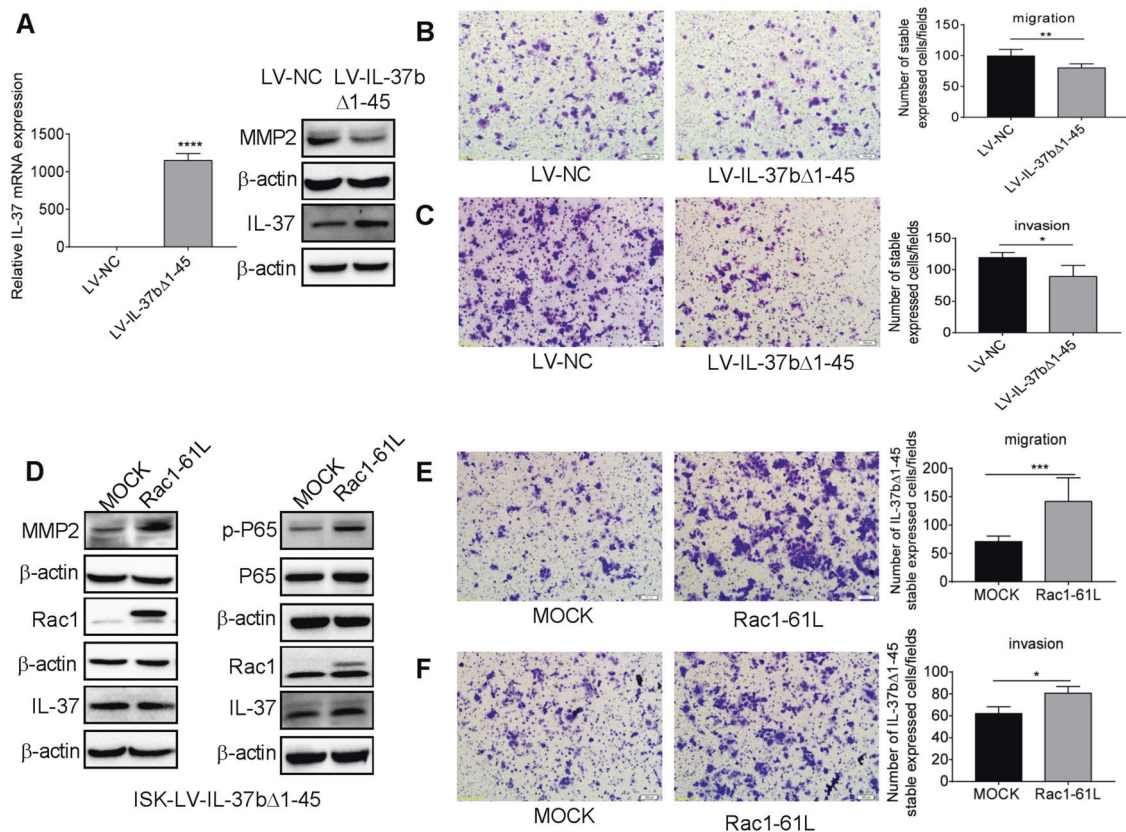 A
Relative IL-37 mRNA expression
1500
1000
500
0
****
LV-NC
LV-IL-37bΔ1-45
LV-NC LV-IL-37b
Δ1-45
MMP2
β-actin
IL-37
β-actin
B
LV-NC
LV-IL-37bΔ1-45
migration
Number of stable
expressed cells/fields
150
100
50
0
**
LV-NC
LV-IL-37bΔ1-45
C
LV-NC
LV-IL-37bΔ1-45
invasion
Number of stable
expressed cells/fields
150
100
50
0
*
LV-NC
LV-IL-37bΔ1-45
D
MOCK
Rac1-61L
MMP2
β-actin
Rac1
β-actin
IL-37
β-actin
MOCK
Rac1-61L
p-P65
P65
β-actin
Rac1
IL-37
β-actin
ISK-LV-IL-37bΔ1-45
E
MOCK
Rac1-61L
migration
Number of IL-37bΔ1-45
stable expressed cells/fields
200
150
100
50
0
***
MOCK
Rac1-61L
F
MOCK
Rac1-61L
invasion
Number of IL-37bΔ1-45
stable expressed cells/fields
100
80
60
40
20
0
*
MOCK
Rac1-61L